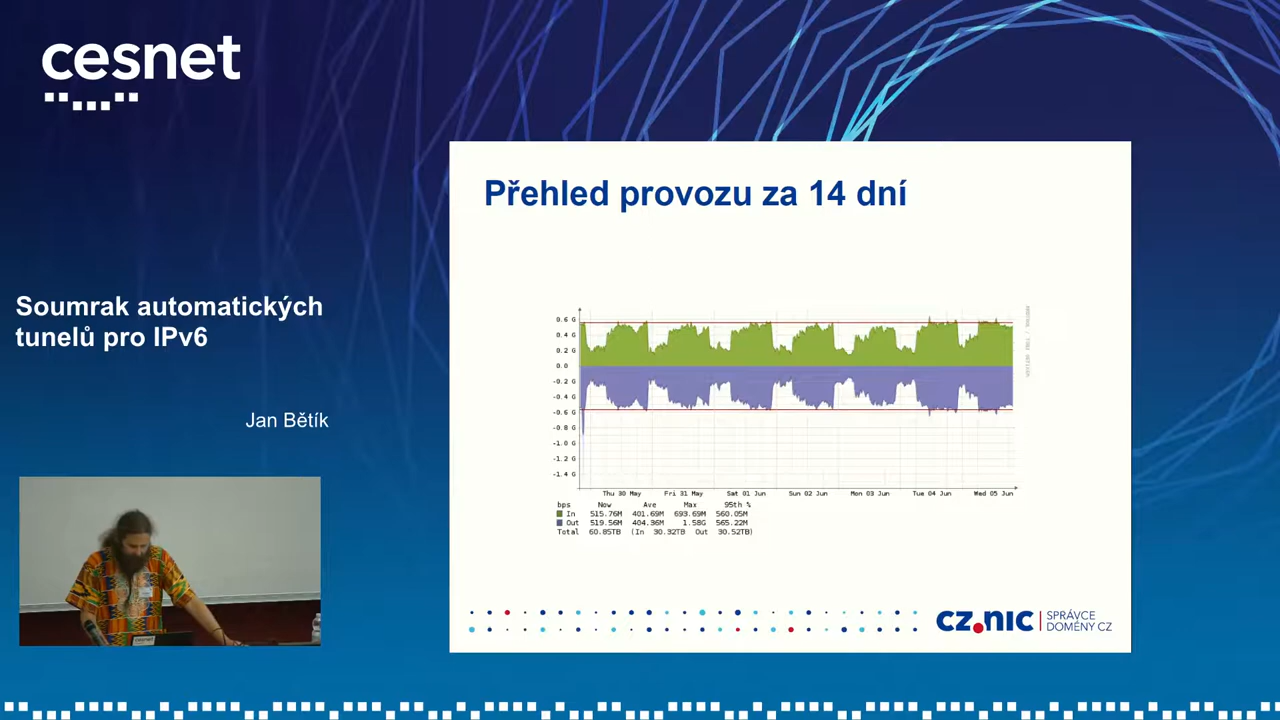 cesnet
Přehled provozu za 14 dní
Soumrak automatických
tunelů pro IPv6
Jan Bětík
0.6 G
0.4 G
0.2 G
0.0
-0.2 G
-0.4 G
-0.6 G
-0.8 G
-1.0 G
-1.2 G
-1.4 G
Thu 30 May Fri 31 May Sat 01 Jun Sun 02 Jun Mon 03 Jun Tue 04 Jun Wed 05 Jun
bps Now Ave Max 95th %
In 515.76M 401.69M 693.69M 560.05M
Out 519.56M 404.36M 1.58G 565.22M
Total 60.85TB (In 30.32TB Out 30.52TB)
cesnet
CZ.NIC | SPRÁVCE
DOMÉNY CZ